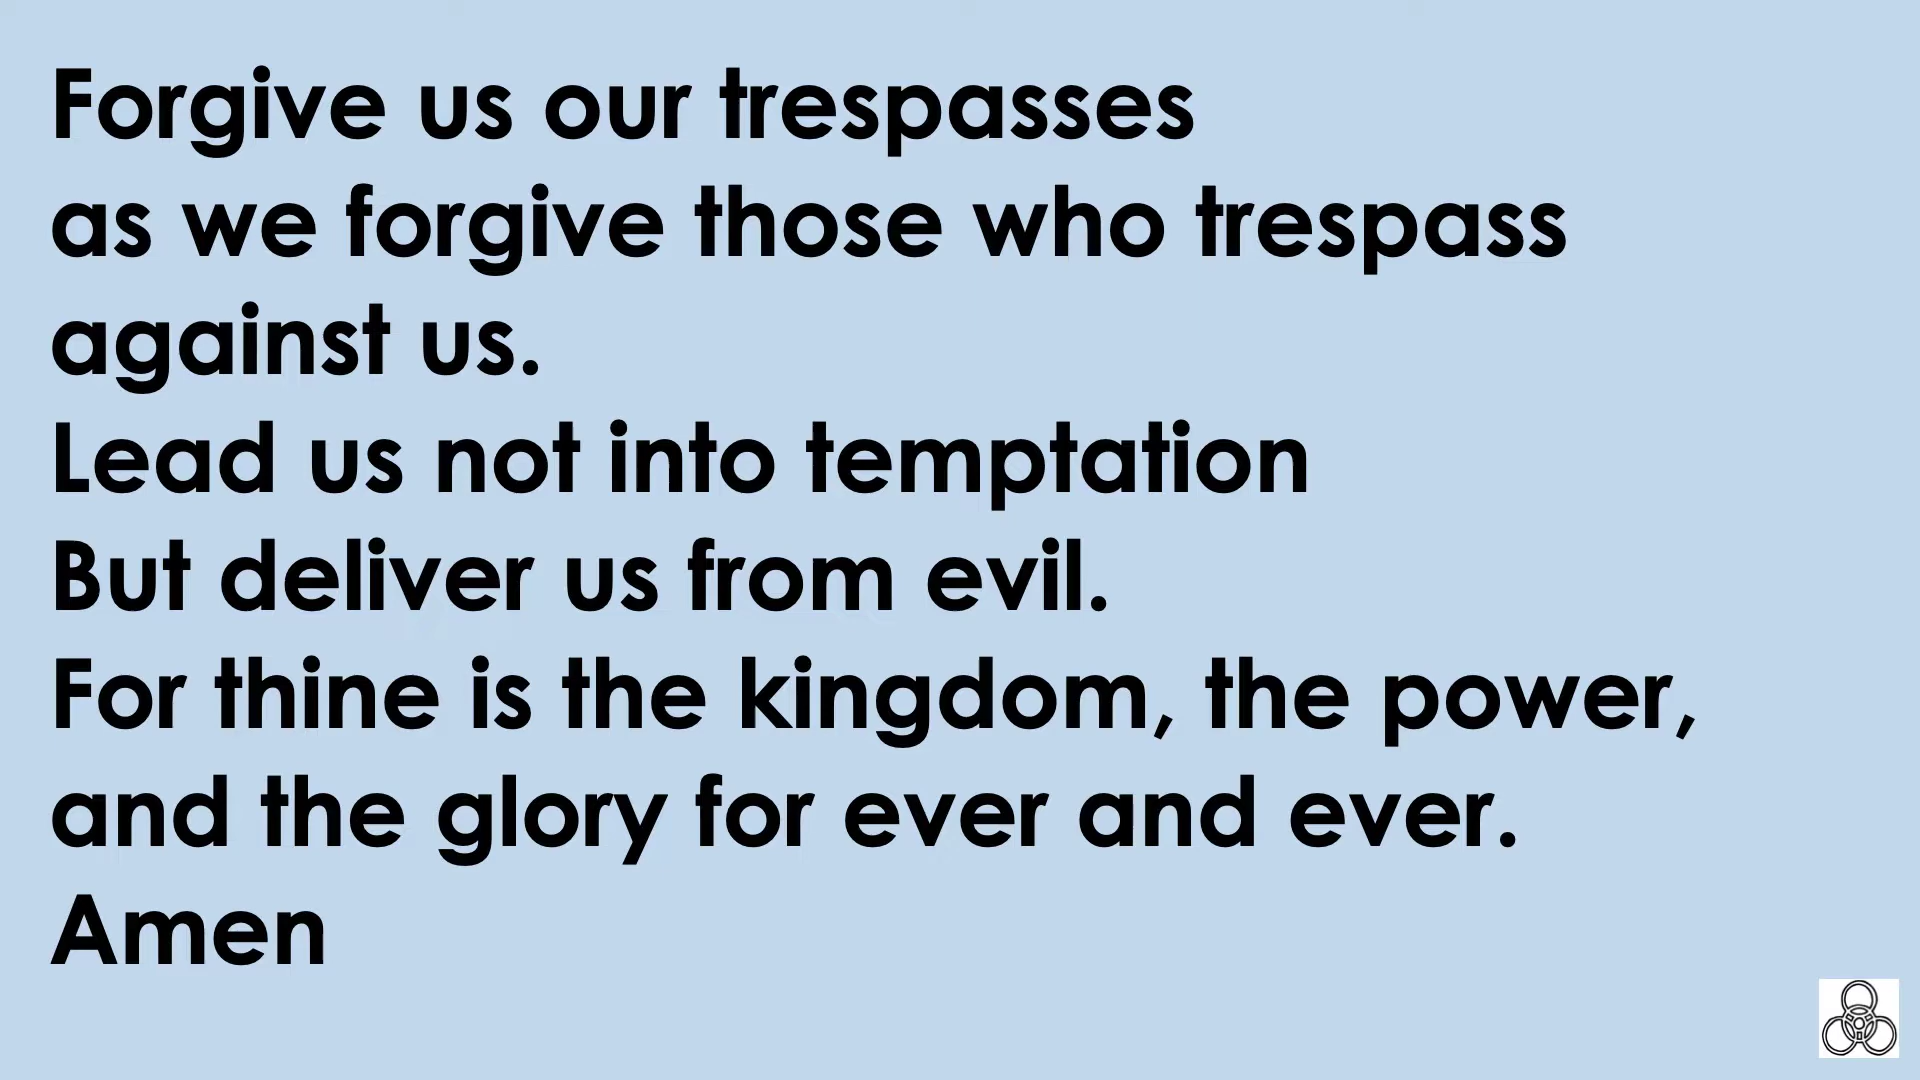 Forgive us our trespasses
as we forgive those who trespass
against us.
Lead us not into temptation
But deliver us from evil.
For thine is the kingdom, the power,
and the glory for ever and ever.
Amen